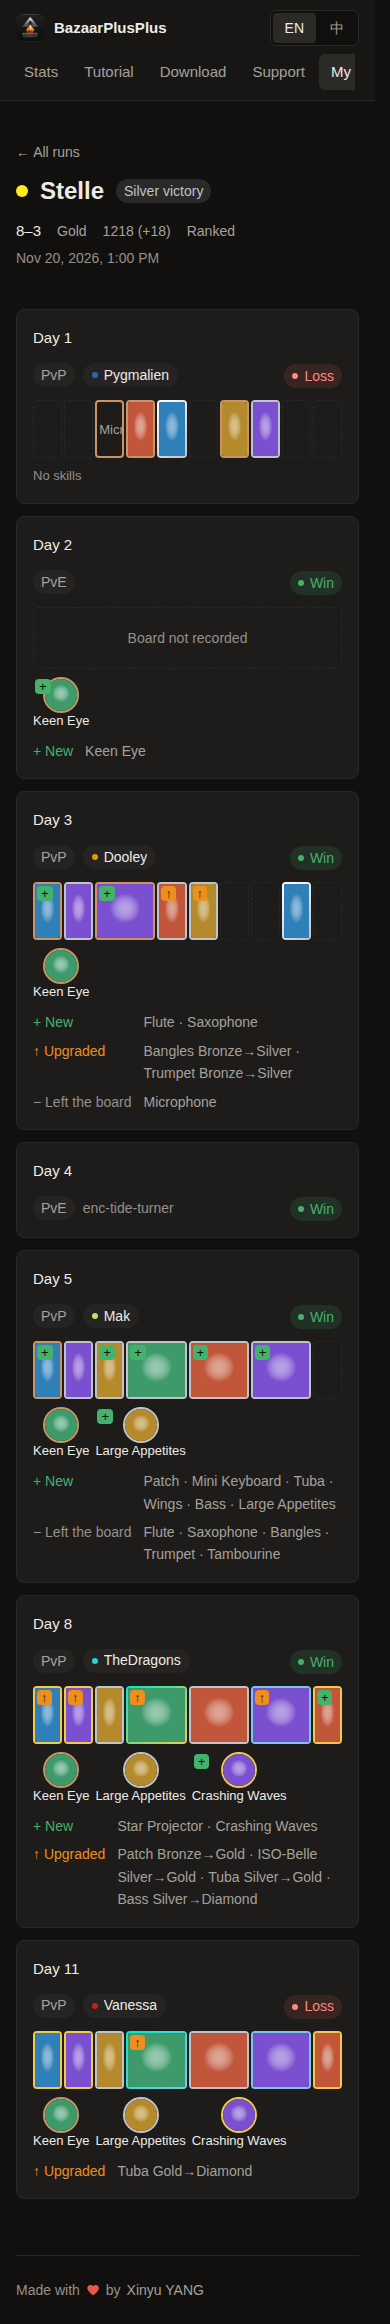 BazaarPlusPlus
EN 中
Stats Tutorial Download Support My
← All runs
Stelle Silver victory
8–3 Gold 1218 (+18) Ranked
Nov 20, 2026, 1:00 PM
Day 1
PvP Pygmalien Loss
Micr
No skills
Day 2
PvE Win
Board not recorded
+
Keen Eye
+ New Keen Eye
Day 3
PvP Dooley Win
+ + ↑ ↑
Keen Eye
+ New Flute · Saxophone
↑ Upgraded Bangles Bronze→Silver ·
Trumpet Bronze→Silver
− Left the board Microphone
Day 4
PvE enc-tide-turner Win
Day 5
PvP Mak Win
+ + + + +
+
Keen Eye Large Appetites
+ New Patch · Mini Keyboard · Tuba ·
Wings · Bass · Large Appetites
− Left the board Flute · Saxophone · Bangles ·
Trumpet · Tambourine
Day 8
PvP TheDragons Win
↑ ↑ ↑ ↑ +
+
Keen Eye Large Appetites Crashing Waves
+ New Star Projector · Crashing Waves
↑ Upgraded Patch Bronze→Gold · ISO-Belle
Silver→Gold · Tuba Silver→Gold ·
Bass Silver→Diamond
Day 11
PvP Vanessa Loss
↑
Keen Eye Large Appetites Crashing Waves
↑ Upgraded Tuba Gold→Diamond
Made with ♥ by Xinyu YANG